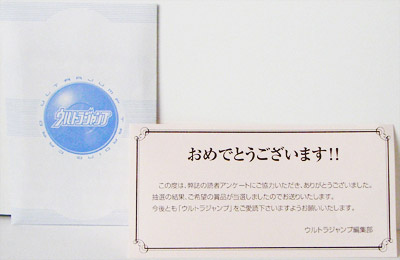 ULTRA JUMP
ウルトラジャンプ
おめでとうございます!!
この度は、弊誌の読者アンケートにご協力いただき、ありがとうございました。
抽選の結果、ご希望の賞品が当選しましたのでお送りいたします。
今後とも「ウルトラジャンプ」をご愛読下さいますようお願いいたします。
ウルトラジャンプ編集部